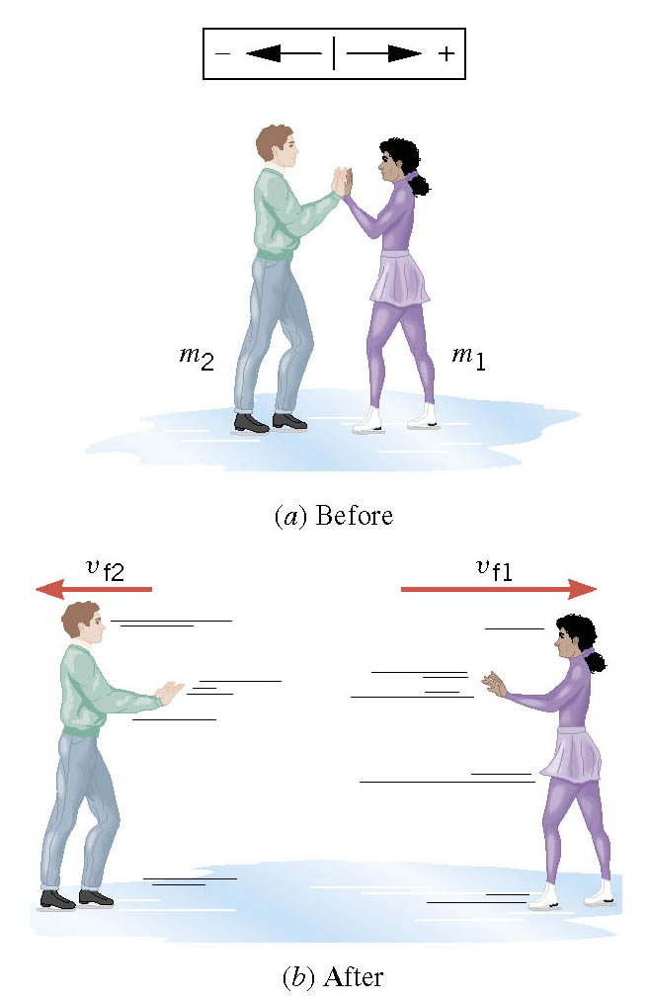 − +
m2 m1
(a) Before
vf2 vf1
(b) After